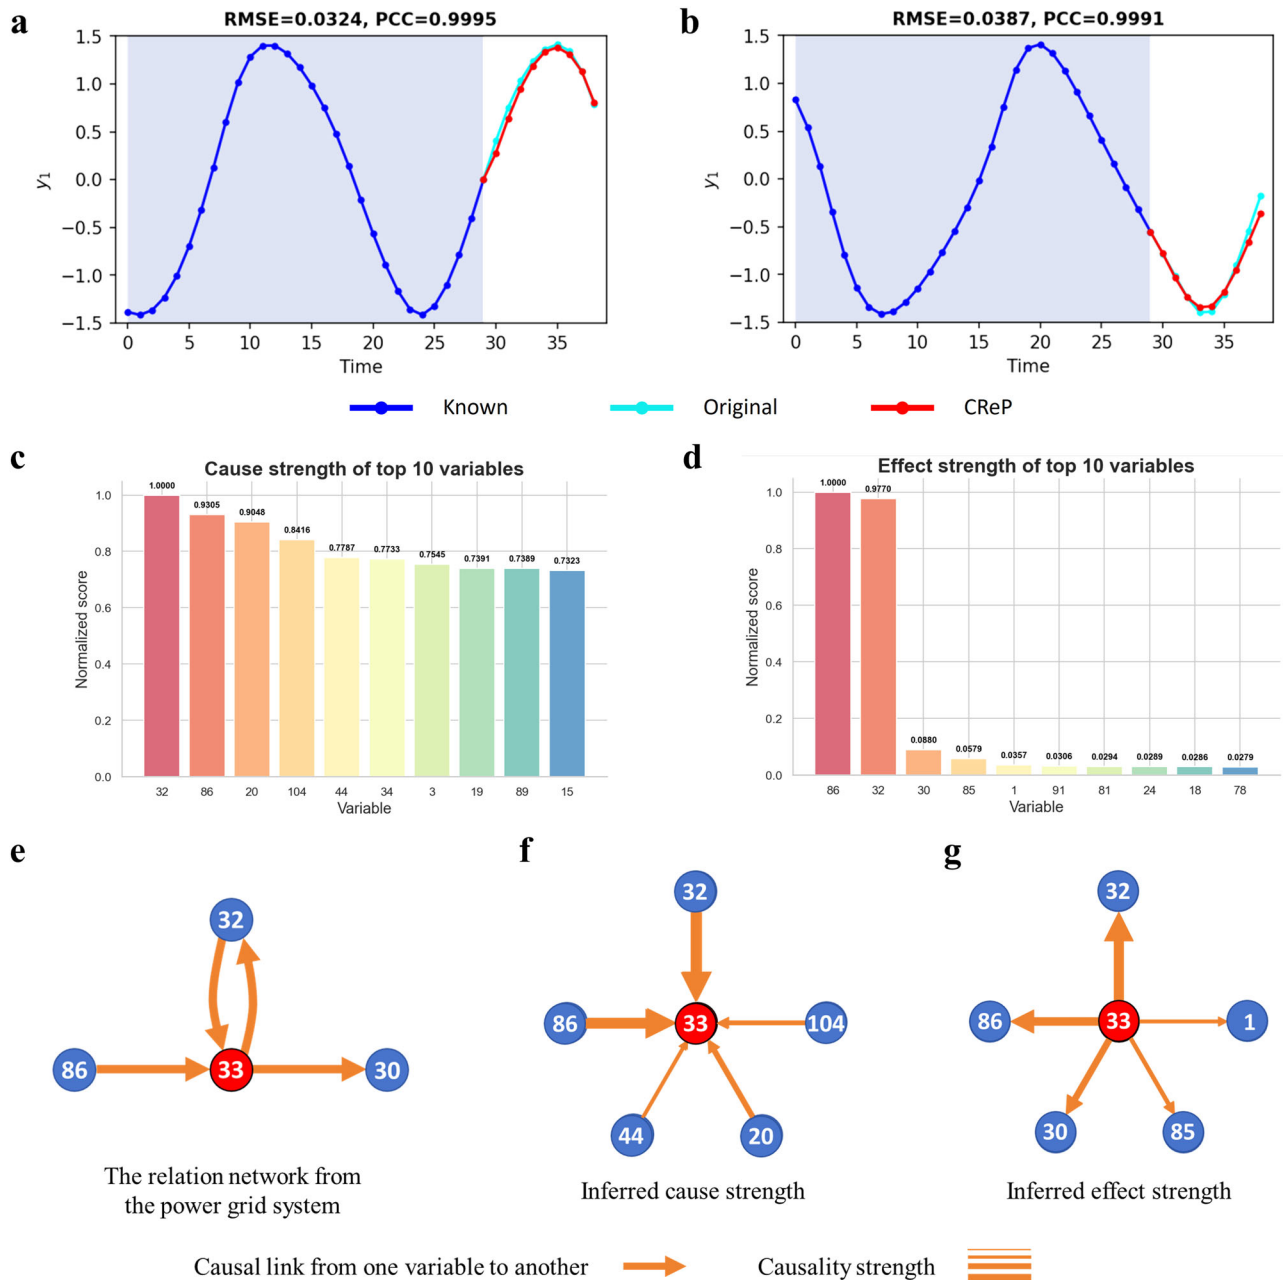 a
RMSE=0.0324, PCC=0.9995
1.5
1.0
0.5
0.0
−0.5
−1.0
−1.5
y1
0 5 10 15 20 25 30 35
Time
b
RMSE=0.0387, PCC=0.9991
1.5
1.0
0.5
0.0
−0.5
−1.0
−1.5
y1
0 5 10 15 20 25 30 35
Time
Known Original CReP
c
Cause strength of top 10 variables
1.0000 0.9305 0.9048 0.8416 0.7787 0.7733 0.7545 0.7391 0.7389 0.7323
1.0
0.8
0.6
0.4
0.2
0.0
Normalized score
32 86 20 104 44 34 3 19 89 15
Variable
d
Effect strength of top 10 variables
1.0000 0.9770 0.0880 0.0579 0.0357 0.0306 0.0294 0.0289 0.0286 0.0279
1.0
0.8
0.6
0.4
0.2
0.0
Normalized score
86 32 30 85 1 91 81 24 18 78
Variable
e
32
86 33 30
The relation network from
the power grid system
f
32
86 33 104
44 20
Inferred cause strength
g
32
86 33 1
30 85
Inferred effect strength
Causal link from one variable to another Causality strength